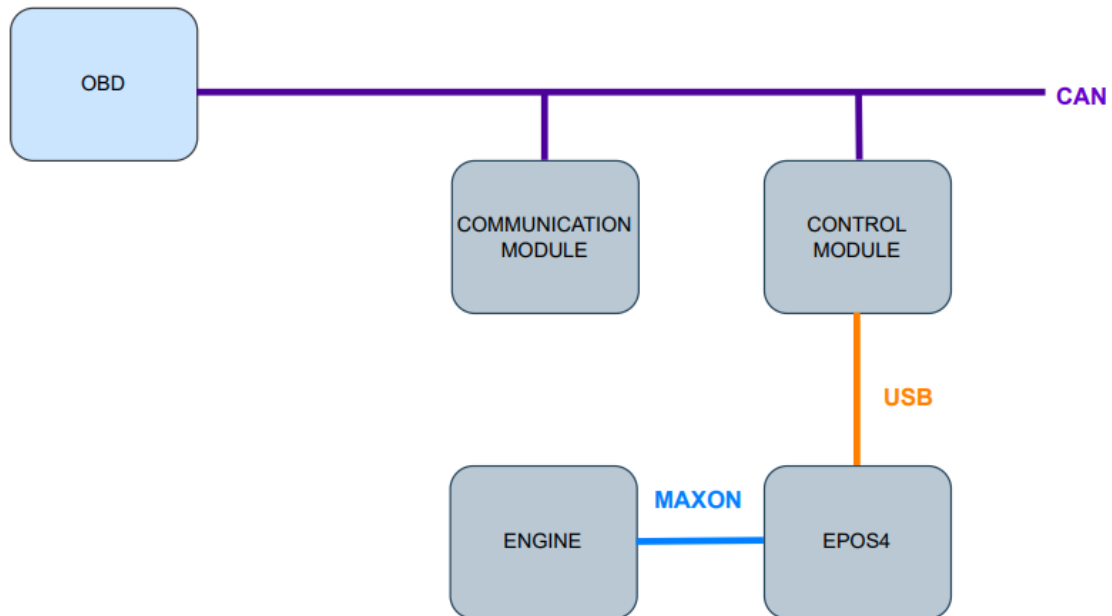 OBD
CAN
COMMUNICATION
MODULE
CONTROL
MODULE
USB
MAXON
ENGINE
EPOS4